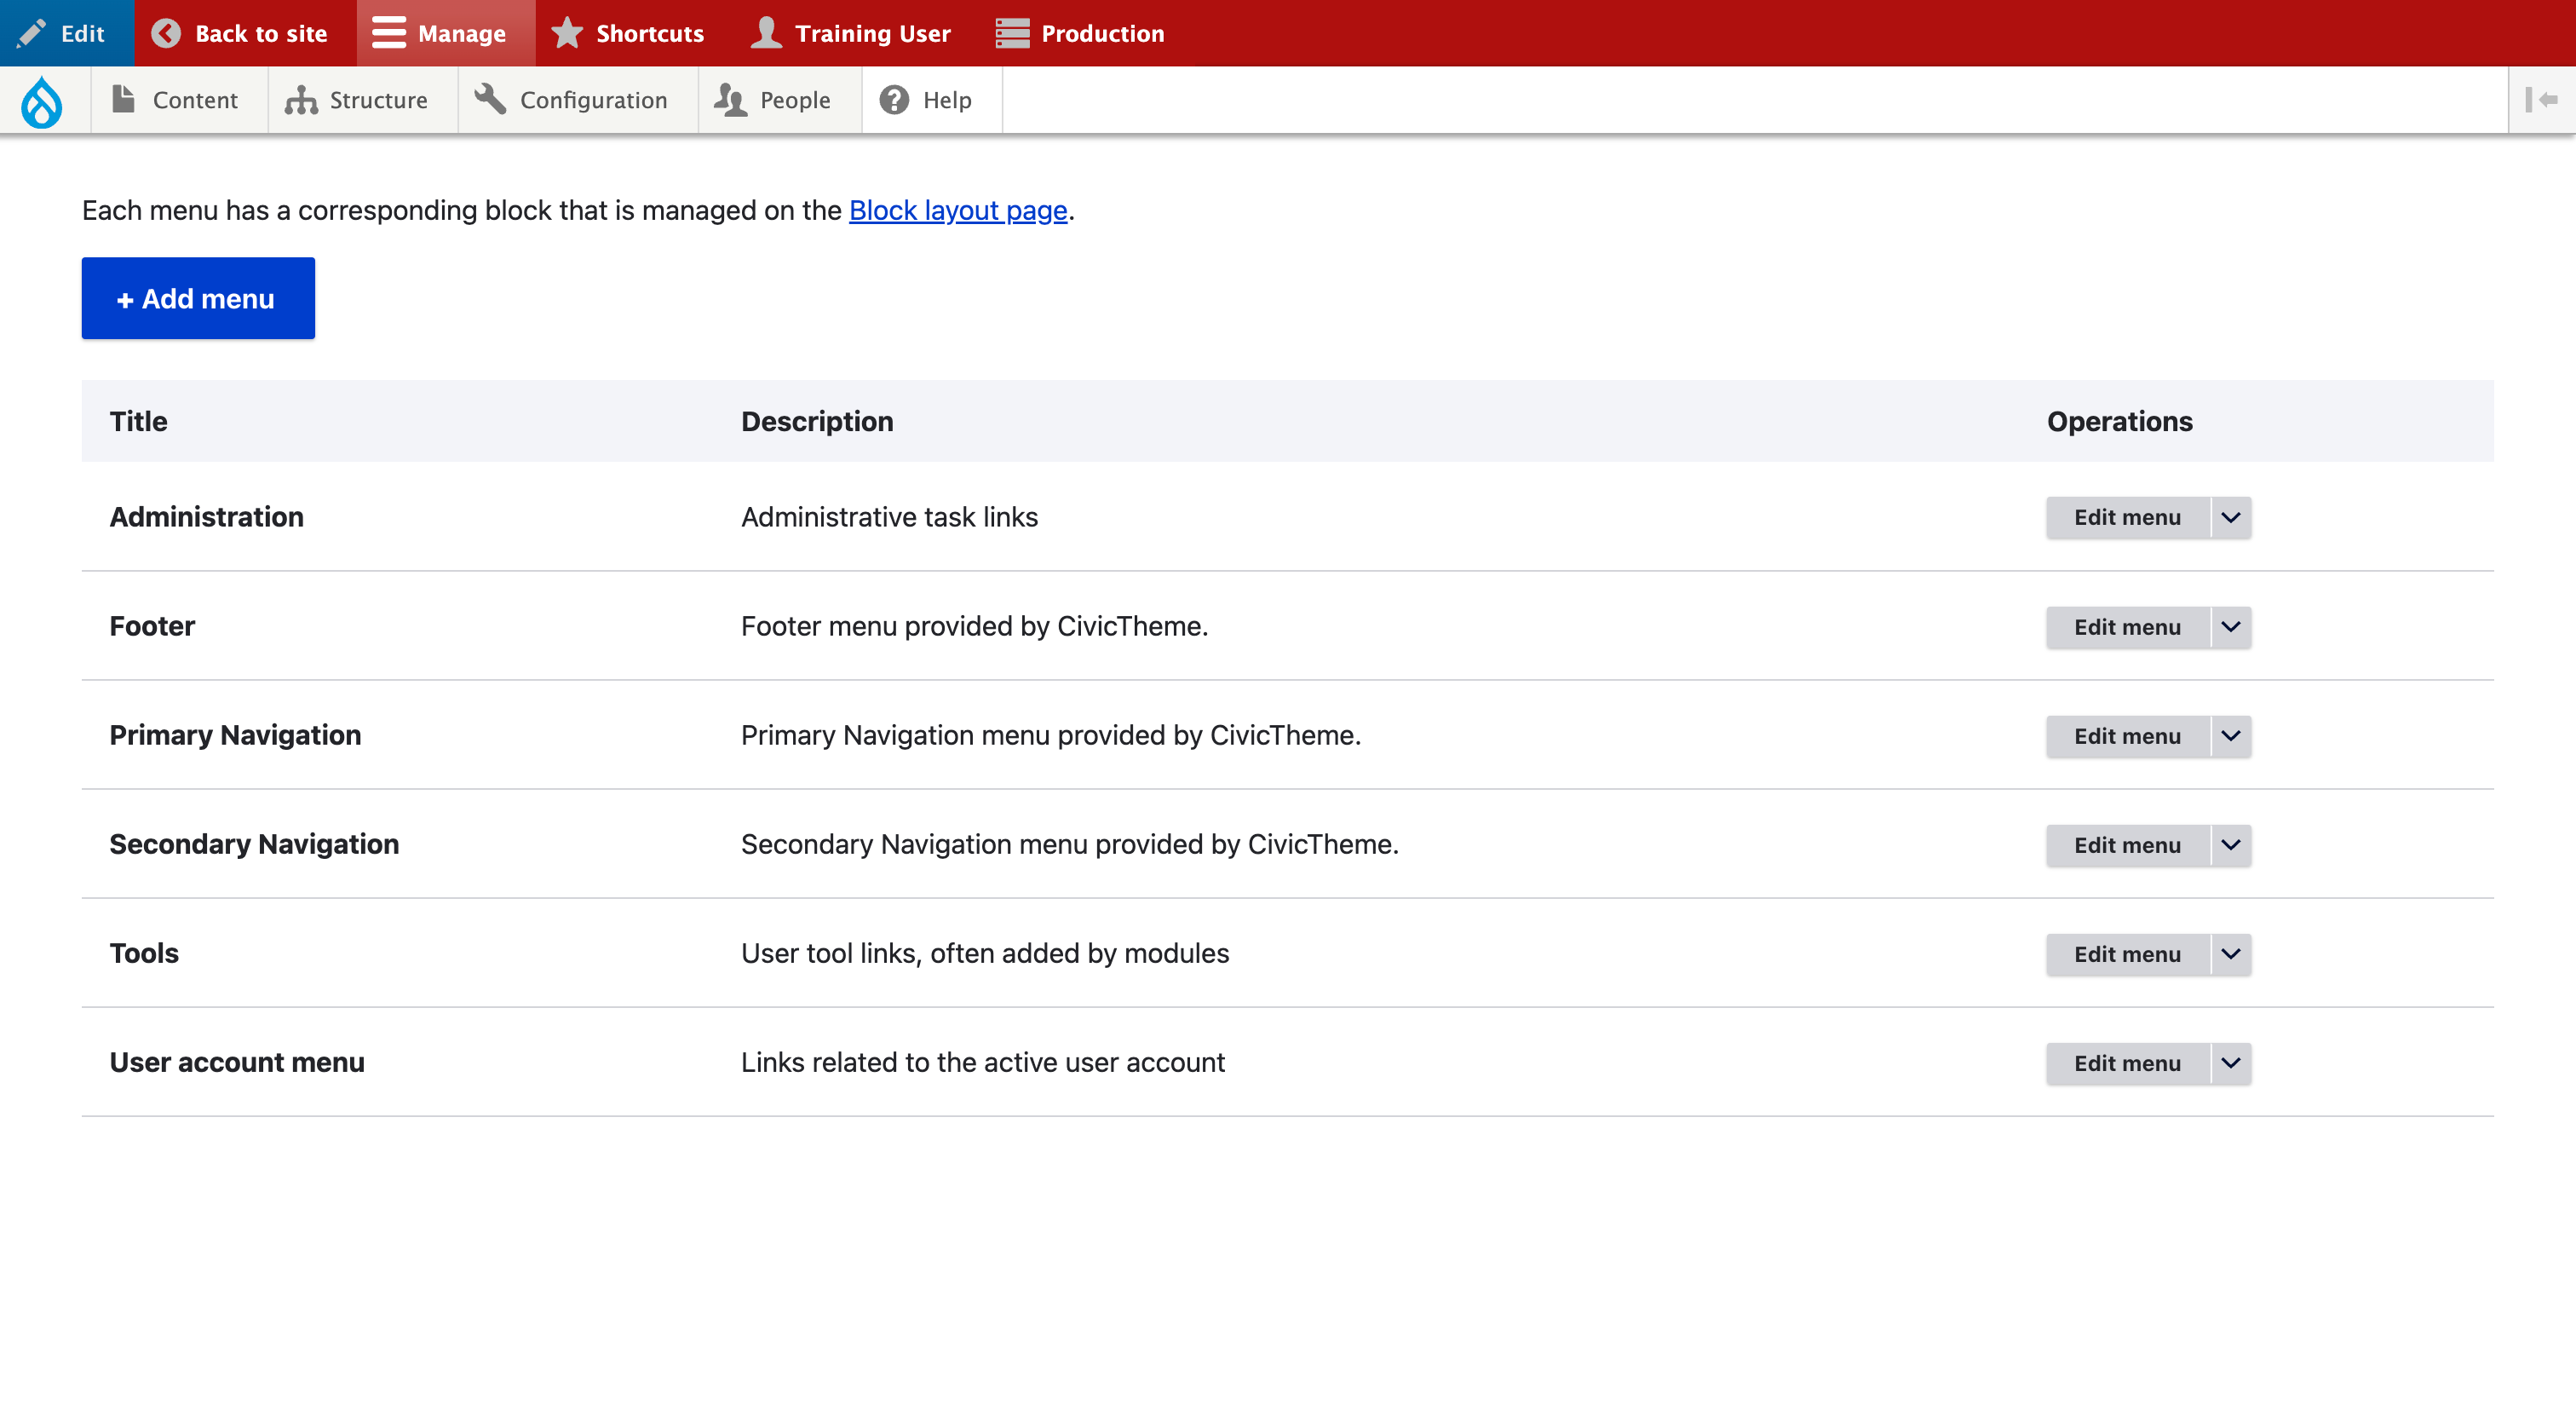 Edit Back to site Manage Shortcuts Training User Production
Content Structure Configuration People Help
Each menu has a corresponding block that is managed on the Block layout page.
+ Add menu
Title Description Operations
Administration Administrative task links Edit menu
Footer Footer menu provided by CivicTheme. Edit menu
Primary Navigation Primary Navigation menu provided by CivicTheme. Edit menu
Secondary Navigation Secondary Navigation menu provided by CivicTheme. Edit menu
Tools User tool links, often added by modules Edit menu
User account menu Links related to the active user account Edit menu